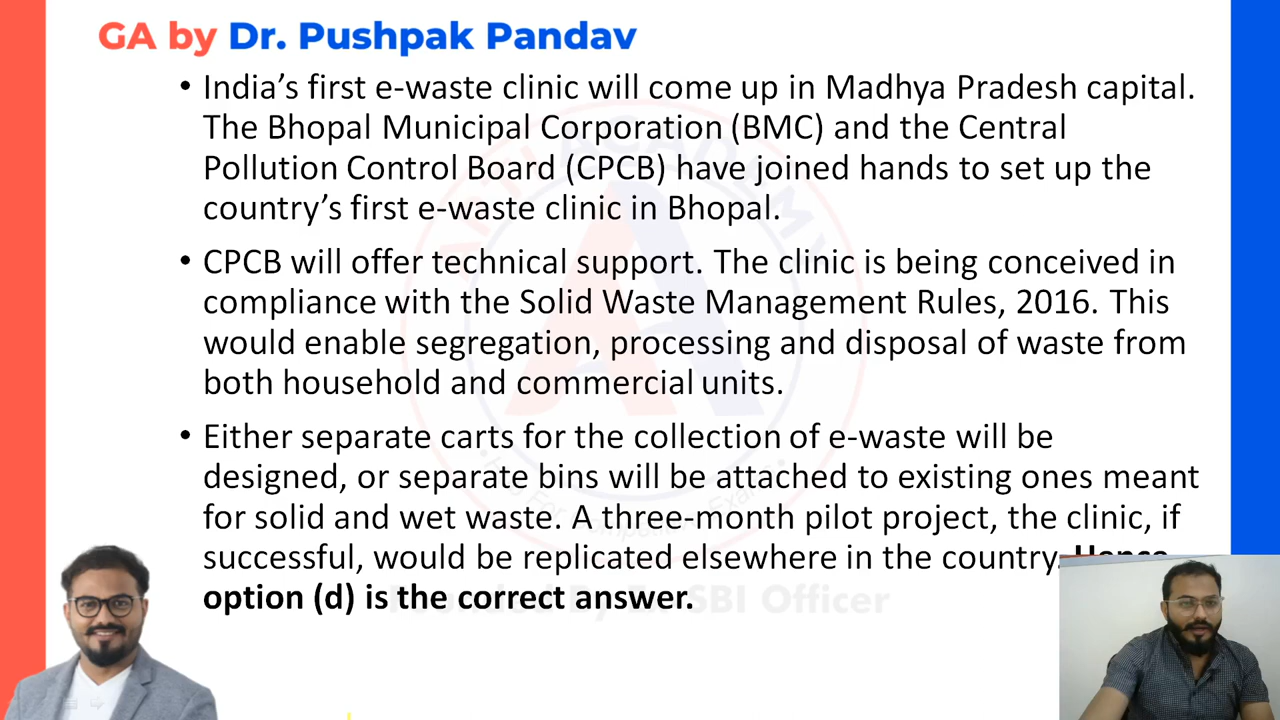 GA by Dr. Pushpak Pandav
• India’s first e-waste clinic will come up in Madhya Pradesh capital.
The Bhopal Municipal Corporation (BMC) and the Central
Pollution Control Board (CPCB) have joined hands to set up the
country’s first e-waste clinic in Bhopal.
• CPCB will offer technical support. The clinic is being conceived in
compliance with the Solid Waste Management Rules, 2016. This
would enable segregation, processing and disposal of waste from
both household and commercial units.
• Either separate carts for the collection of e-waste will be
designed, or separate bins will be attached to existing ones meant
for solid and wet waste. A three-month pilot project, the clinic, if
successful, would be replicated elsewhere in the country. Hence
option (d) is the correct answer.
SBI Officer